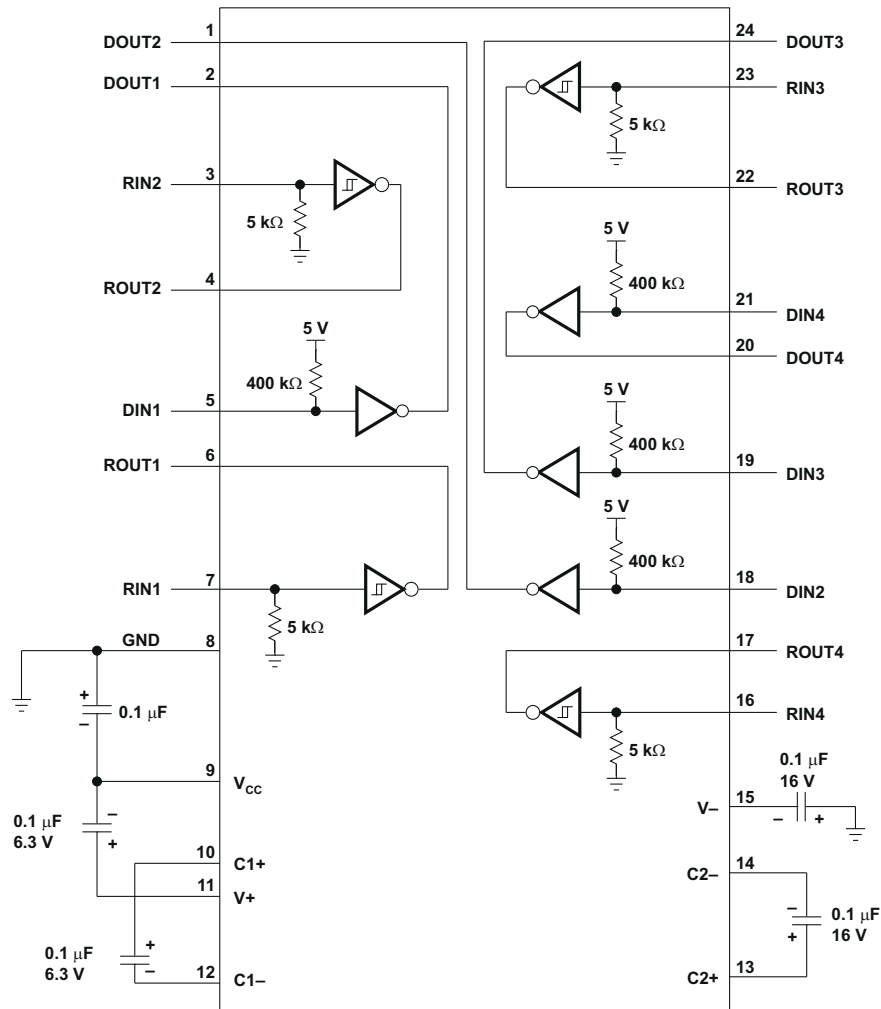 1
DOUT2
2
DOUT1
3
RIN2
5 kΩ
4
ROUT2
5 V
400 kΩ
5
DIN1
6
ROUT1
7
RIN1
5 kΩ
GND
8
+
–
0.1 µF
9
VCC
0.1 µF
6.3 V
–
+
10
C1+
11
V+
0.1 µF
6.3 V
+
–
12
C1–
24
DOUT3
23
RIN3
5 kΩ
22
ROUT3
5 V
400 kΩ
21
DIN4
20
DOUT4
5 V
400 kΩ
19
DIN3
5 V
400 kΩ
18
DIN2
17
ROUT4
16
RIN4
5 kΩ
0.1 µF
16 V
V–
15
–
+
14
C2–
–
+
0.1 µF
16 V
13
C2+